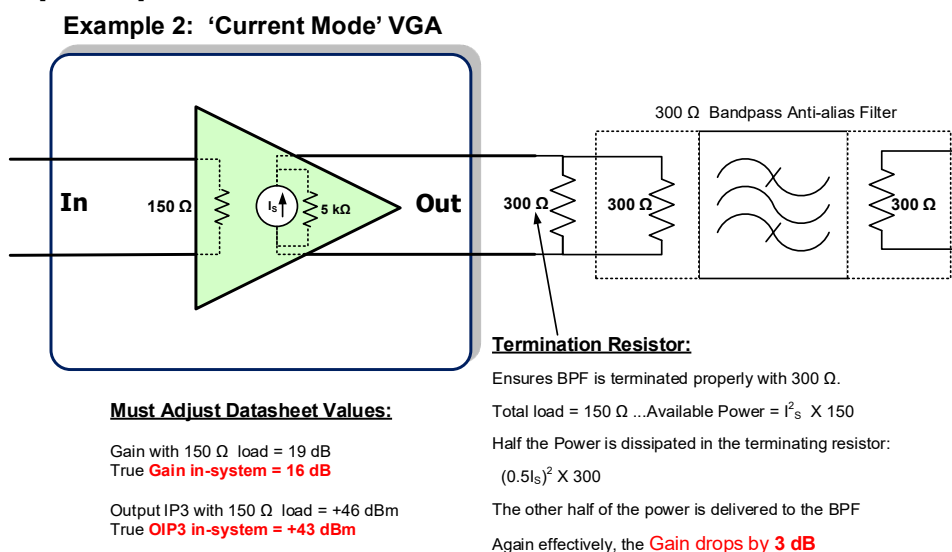 Example 2: 'Current Mode' VGA
300 Ω Bandpass Anti-alias Filter
In
150 Ω
Is
5 kΩ
Out
300 Ω
300 Ω
300 Ω
Termination Resistor:
Ensures BPF is terminated properly with 300 Ω.
Total load = 150 Ω ...Available Power = I²s X 150
Half the Power is dissipated in the terminating resistor:
(0.5Is)² X 300
The other half of the power is delivered to the BPF
Again effectively, the Gain drops by 3 dB
Must Adjust Datasheet Values:
Gain with 150 Ω load = 19 dB
True Gain in-system = 16 dB
Output IP3 with 150 Ω load = +46 dBm
True OIP3 in-system = +43 dBm